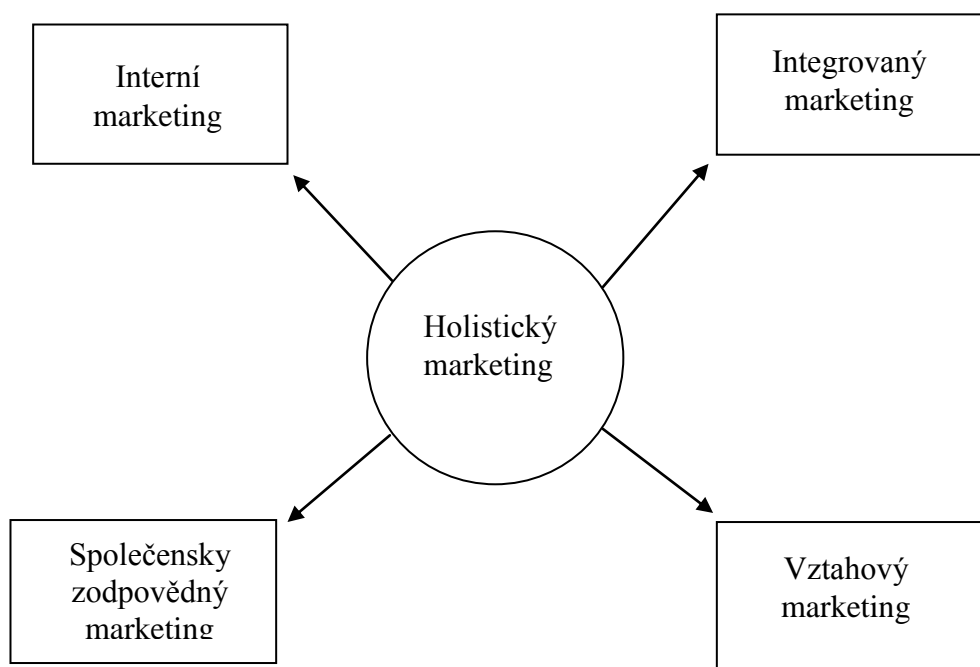 Interní
marketing
Integrovaný
marketing
Holistický
marketing
Společensky
zodpovědný
marketing
Vztahový
marketing